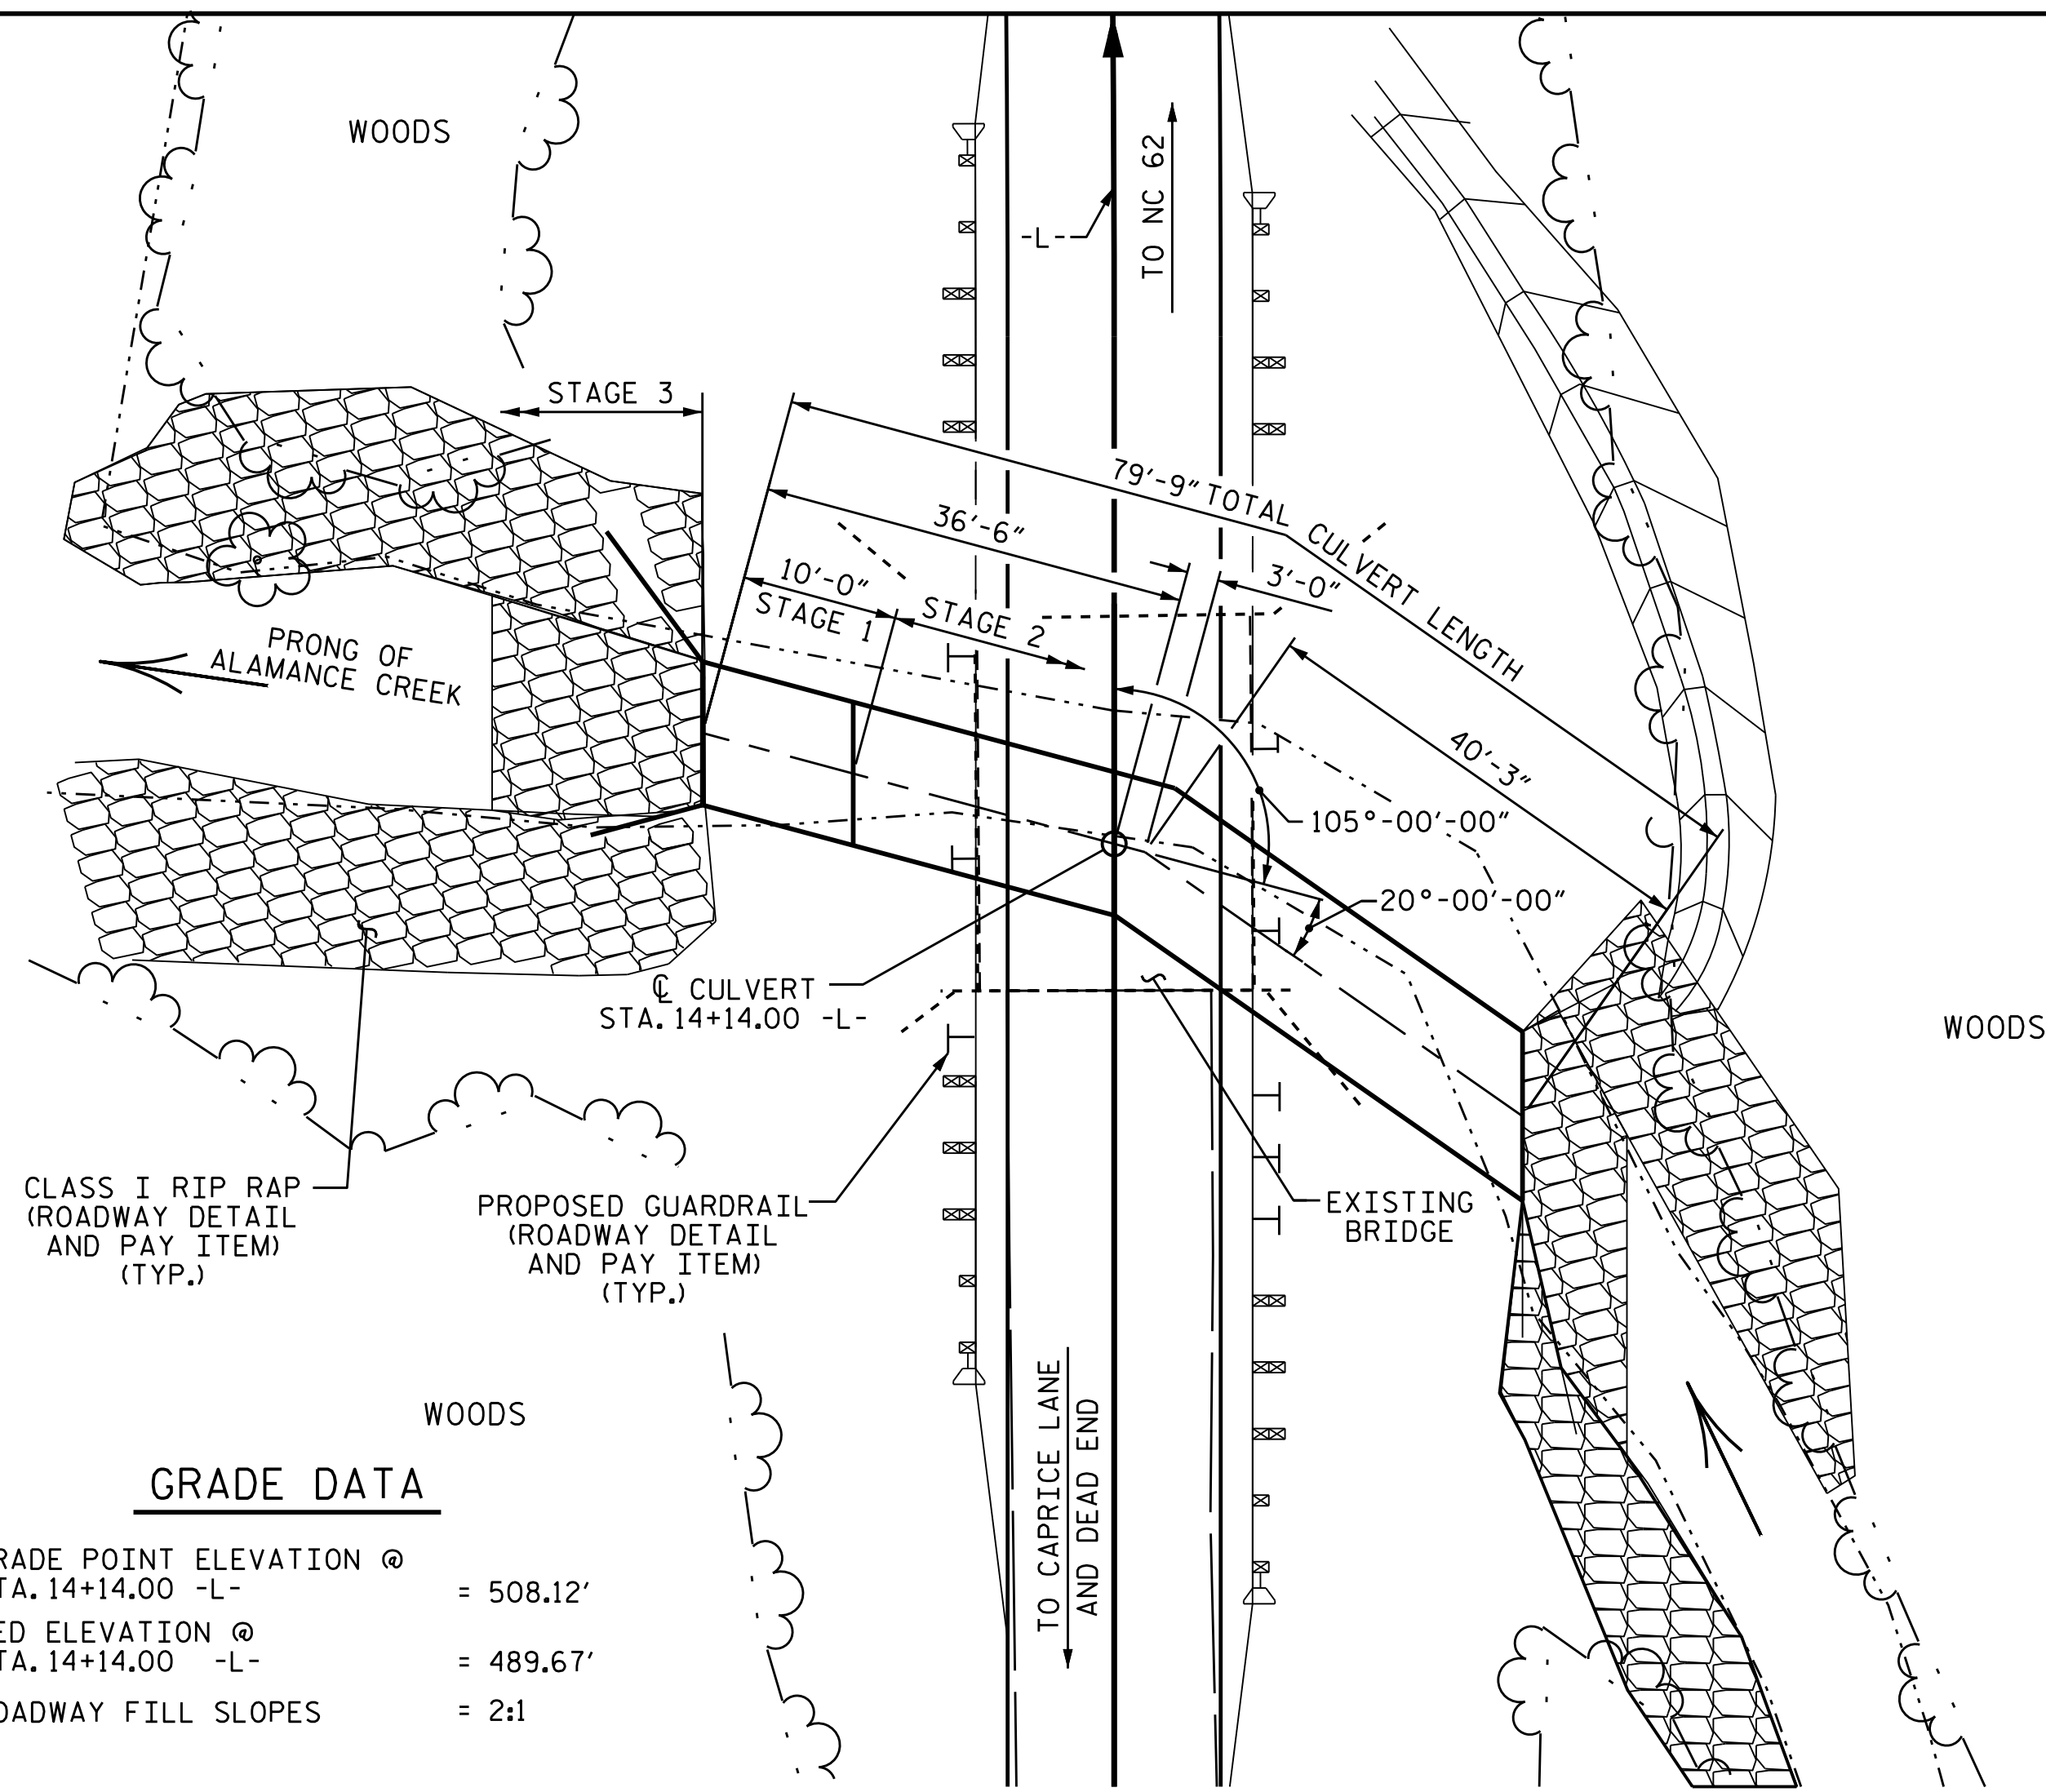 WOODS
TO NC 62
-L-
STAGE 3
79'-9" TOTAL CULVERT LENGTH
36'-6"
3'-0"
10'-0"
STAGE 1
STAGE 2
PRONG OF
ALAMANCE CREEK
40'-3"
105°-00'-00"
20°-00'-00"
℄ CULVERT
STA. 14+14.00 -L-
WOODS
CLASS I RIP RAP
(ROADWAY DETAIL
AND PAY ITEM)
(TYP.)
PROPOSED GUARDRAIL
(ROADWAY DETAIL
AND PAY ITEM)
(TYP.)
EXISTING
BRIDGE
WOODS
TO CAPRICE LANE
AND DEAD END
GRADE DATA
RADE POINT ELEVATION @
TA. 14+14.00 -L- = 508.12'
ED ELEVATION @
TA. 14+14.00 -L- = 489.67'
OADWAY FILL SLOPES = 2:1